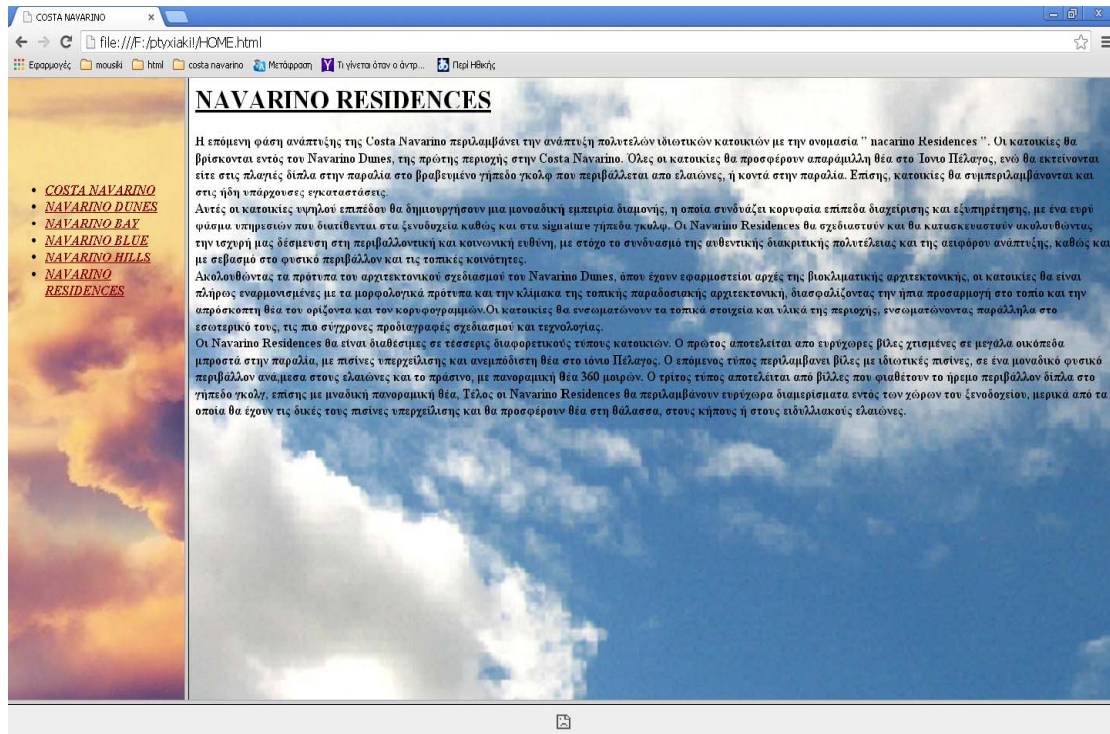 COSTA NAVARINO
file:///F:/ptyxiaki!/HOME.html
Εφαρμογές mousiki html costa navarino Μετάφραση Τι γίνεται όταν ο άντρ... Περί Ηθικής
COSTA NAVARINO
NAVARINO DUNES
NAVARINO BAY
NAVARINO BLUE
NAVARINO HILLS
NAVARINO
RESIDENCES
NAVARINO RESIDENCES
Η επόμενη φάση ανάπτυξης της Costa Navarino περιλαμβάνει την ανάπτυξη πολυτελών ιδιωτικών κατοικιών με την ονομασία " nacarino Residences ". Οι κατοικίες θα
βρίσκονται εντός του Navarino Dunes, της πρώτης περιοχής στην Costa Navarino. Ολες οι κατοικίες θα προσφέρουν απαράμιλλη θέα στο Ιονιο Πέλαγος, ενώ θα εκτείνονται
είτε στις πλαγιές δίπλα στην παραλία στο βραβευμένο γήπεδο γκολφ που περιβάλλεται απο ελαιώνες, ή κοντά στην παραλία. Επίσης, κατοικίες θα συμπεριλαμβάνονται και
στις ήδη υπάρχουσες εγκαταστάσεις.
Αυτές οι κατοικίες υψηλού επιπέδου θα δημιουργήσουν μια μοναδική εμπειρία διαμονής, η οποία συνδυάζει κορυφαία επίπεδα διαχείρισης και εξυπηρέτησης, με ένα ευρύ
φάσμα υπηρεσιών που διατίθενται στα ξενοδοχεία καθώς και στα signature γήπεδα γκολφ. Οι Navarino Residences θα σχεδιαστούν και θα κατασκευαστούν ακολουθώντας
την ισχυρή μας δέσμευση στη περιβαλλοντική και κοινωνική ευθύνη, με στόχο το συνδυασμό της αυθεντικής διακριτικής πολυτέλειας και της αειφόρου ανάπτυξης, καθώς και
με σεβασμό στο φυσικό περιβάλλον και τις τοπικές κοινότητες.
Ακολουθώντας τα πρότυπα του αρχιτεκτονικού σχεδιασμού του Navarino Dunes, όπου έχουν εφαρμοστείοι αρχές της βιοκλιματικής αρχιτεκτονικής, οι κατοικίες θα είναι
πλήρως εναρμονισμένες με τα μορφολογικά πρότυπα και την κλίμακα της τοπικής παραδοσιακής αρχιτεκτονική, διασφαλίζοντας την ήπια προσαρμογή στο τοπίο και την
απρόσκοπτη θέα του ορίζοντα και τον κορυφογραμμών.Οι κατοικίες θα ενσωματώνουν τα τοπικά στοιχεία και υλικά της περιοχής, ενσωματώνοντας παράλληλα στο
εσωτερικό τους, τις πιο σύγχρονες προδιαγραφές σχεδιασμού και τεχνολογίας.
Οι Navarino Residences θα είναι διαθέσιμες σε τέσσερις διαφορετικούς τύπους κατοικιών. Ο πρώτος αποτελείται απο ευρύχωρες βίλες χτισμένες σε μεγάλα οικόπεδα
μπροστά στην παραλία, με πισίνες υπερχείλισης και ανεμπόδιστη θέα στο ιόνιο Πέλαγος. Ο επόμενος τύπος περιλαμβανει βίλες με ιδιωτικές πισίνες, σε ένα μοναδικό φυσικό
περιβάλλον ανά,μεσα στους ελαιώνες και το πράσινο, με πανοραμική θέα 360 μοιρών. Ο τρίτος τύπος αποτελέιται από βίλλες που φιαθέτουν το ήρεμο περιβάλλον δίπλα στο
γήπεδο γκολγ, επίσης με μναδική πανοραμική θέα, Τέλος οι Navarino Residences θα περιλαμβάνουν ευρύχωρα διαμερίσματα εντός των χώρων του ξενοδοχείου, μερικά από τα
οποία θα έχουν τις δικές τους πισίνες υπερχείλισης και θα προσφέρουν θέα στη θάλασσα, στους κήπους ή στους ειδυλλιακούς ελαιώνες.